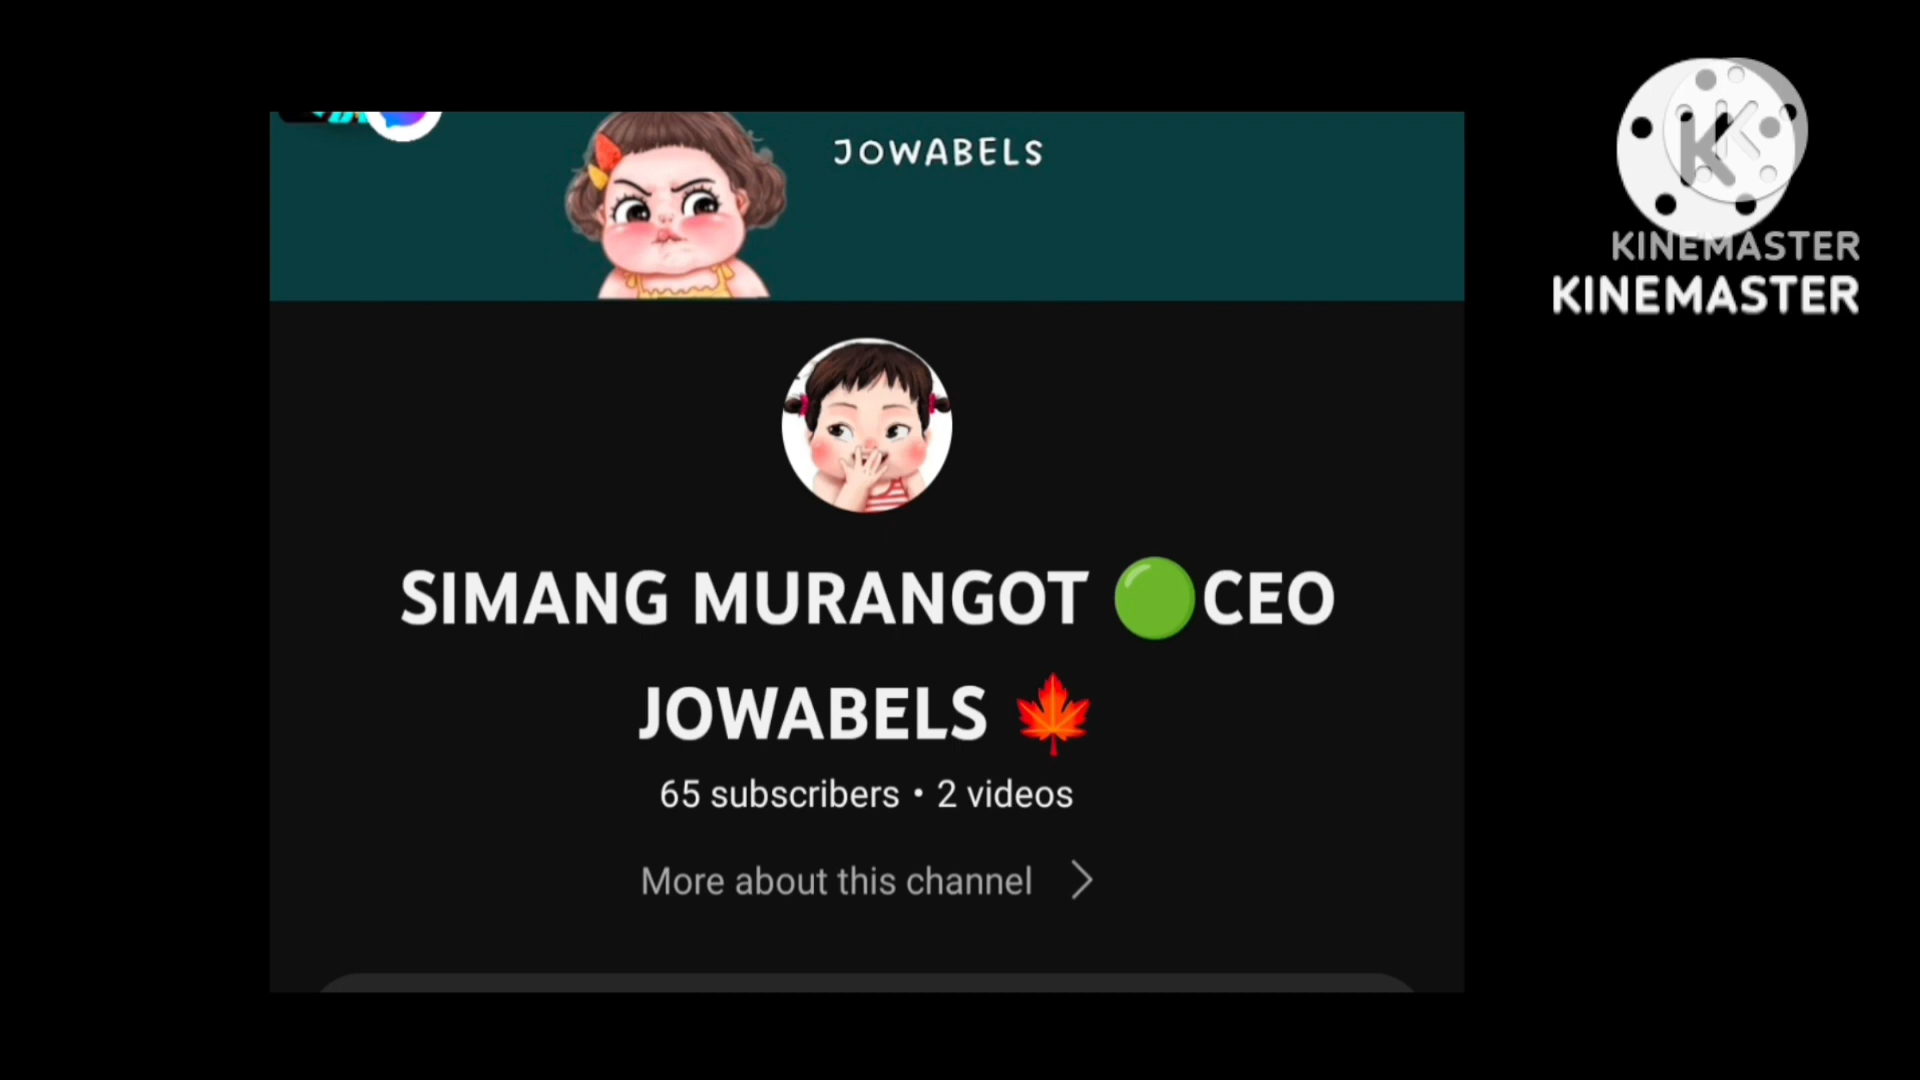 JOWABELS
KINEMASTER
KINEMASTER
SIMANG MURANGOT 🟢CEO
JOWABELS 🍁
65 subscribers • 2 videos
More about this channel >